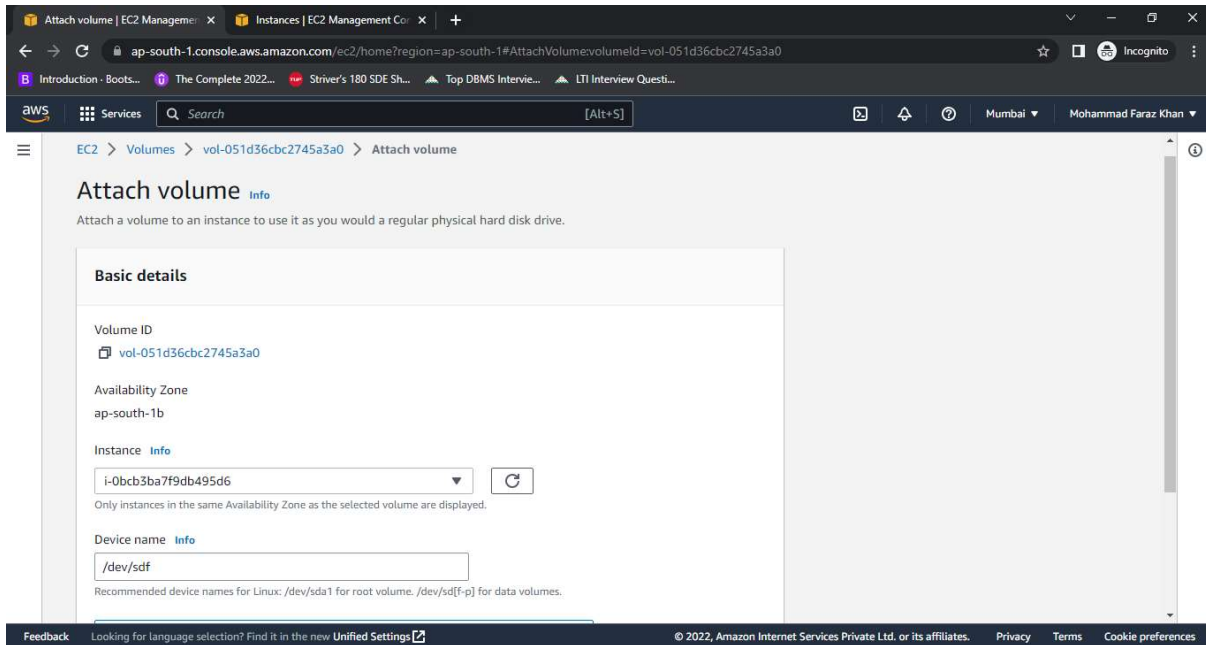 Attach volume | EC2 Managemen
Instances | EC2 Management Cor
ap-south-1.console.aws.amazon.com/ec2/home?region=ap-south-1#AttachVolume:volumeId=vol-051d36cbc2745a3a0
Incognito
B Introduction - Boots...
The Complete 2022...
Striver's 180 SDE Sh...
Top DBMS Intervie...
LTI Interview Questi...
aws
Services
Search
[Alt+S]
Mumbai
Mohammad Faraz Khan
EC2 > Volumes > vol-051d36cbc2745a3a0 > Attach volume
Attach volume Info
Attach a volume to an instance to use it as you would a regular physical hard disk drive.
Basic details
Volume ID
vol-051d36cbc2745a3a0
Availability Zone
ap-south-1b
Instance Info
i-0bcb3ba7f9db495d6
Only instances in the same Availability Zone as the selected volume are displayed.
Device name Info
/dev/sdf
Recommended device names for Linux: /dev/sda1 for root volume. /dev/sd[f-p] for data volumes.
Feedback
Looking for language selection? Find it in the new Unified Settings
© 2022, Amazon Internet Services Private Ltd. or its affiliates.
Privacy
Terms
Cookie preferences